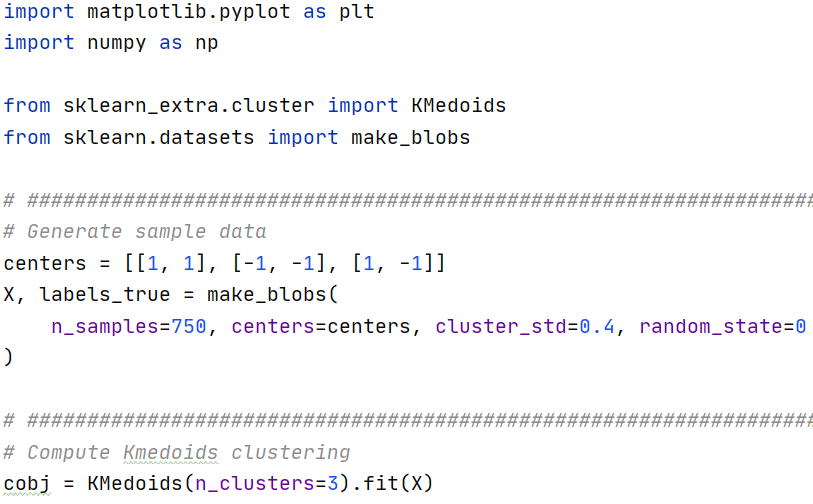 import matplotlib.pyplot as plt
import numpy as np
from sklearn_extra.cluster import KMedoids
from sklearn.datasets import make_blobs
# ##################################################################
# Generate sample data
centers = [[1, 1], [-1, -1], [1, -1]]
X, labels_true = make_blobs(
n_samples=750, centers=centers, cluster_std=0.4, random_state=0
)
# ##################################################################
# Compute Kmedoids clustering
cobj = KMedoids(n_clusters=3).fit(X)